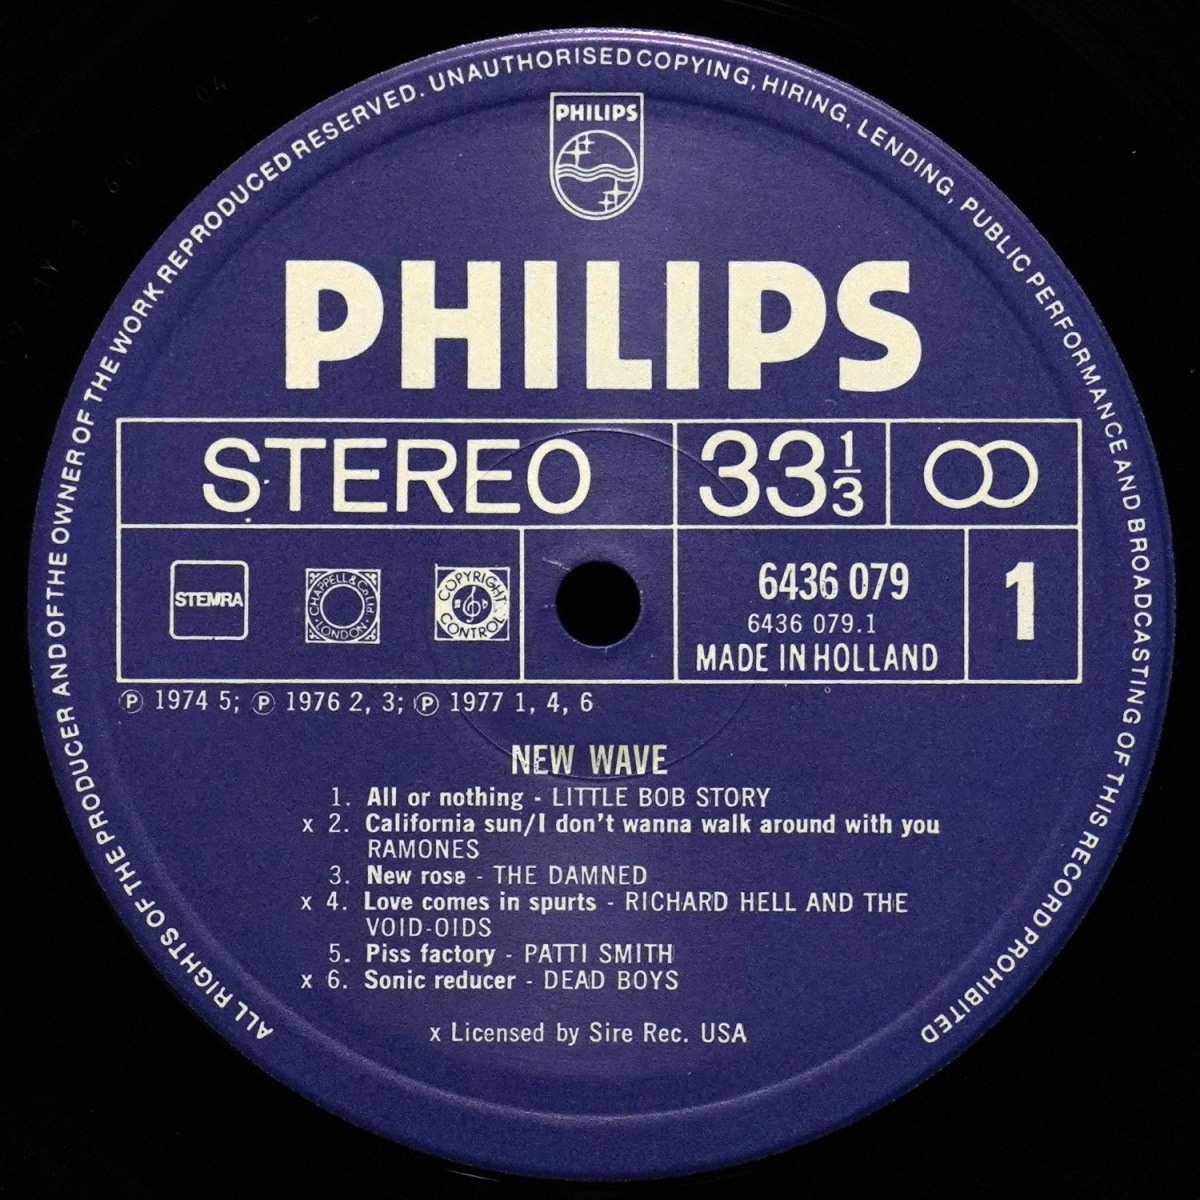 ALL RIGHTS OF THE PRODUCER AND OF THE OWNER OF THE WORK REPRODUCED RESERVED. UNAUTHORISED COPYING, HIRING, LENDING, PUBLIC PERFORMANCE AND BROADCASTING OF THIS RECORD PROHIBITED
PHILIPS
PHILIPS
STEREO 33 1/3
STEMRA
CHAPPELL & Co Ltd. LONDON
COPYRIGHT CONTROL
6436 079
6436 079.1
MADE IN HOLLAND
1
℗ 1974 5; ℗ 1976 2, 3; ℗ 1977 1, 4, 6
NEW WAVE
1. All or nothing - LITTLE BOB STORY
x 2. California sun/I don't wanna walk around with you
RAMONES
3. New rose - THE DAMNED
x 4. Love comes in spurts - RICHARD HELL AND THE
VOID-OIDS
5. Piss factory - PATTI SMITH
x 6. Sonic reducer - DEAD BOYS
x Licensed by Sire Rec. USA